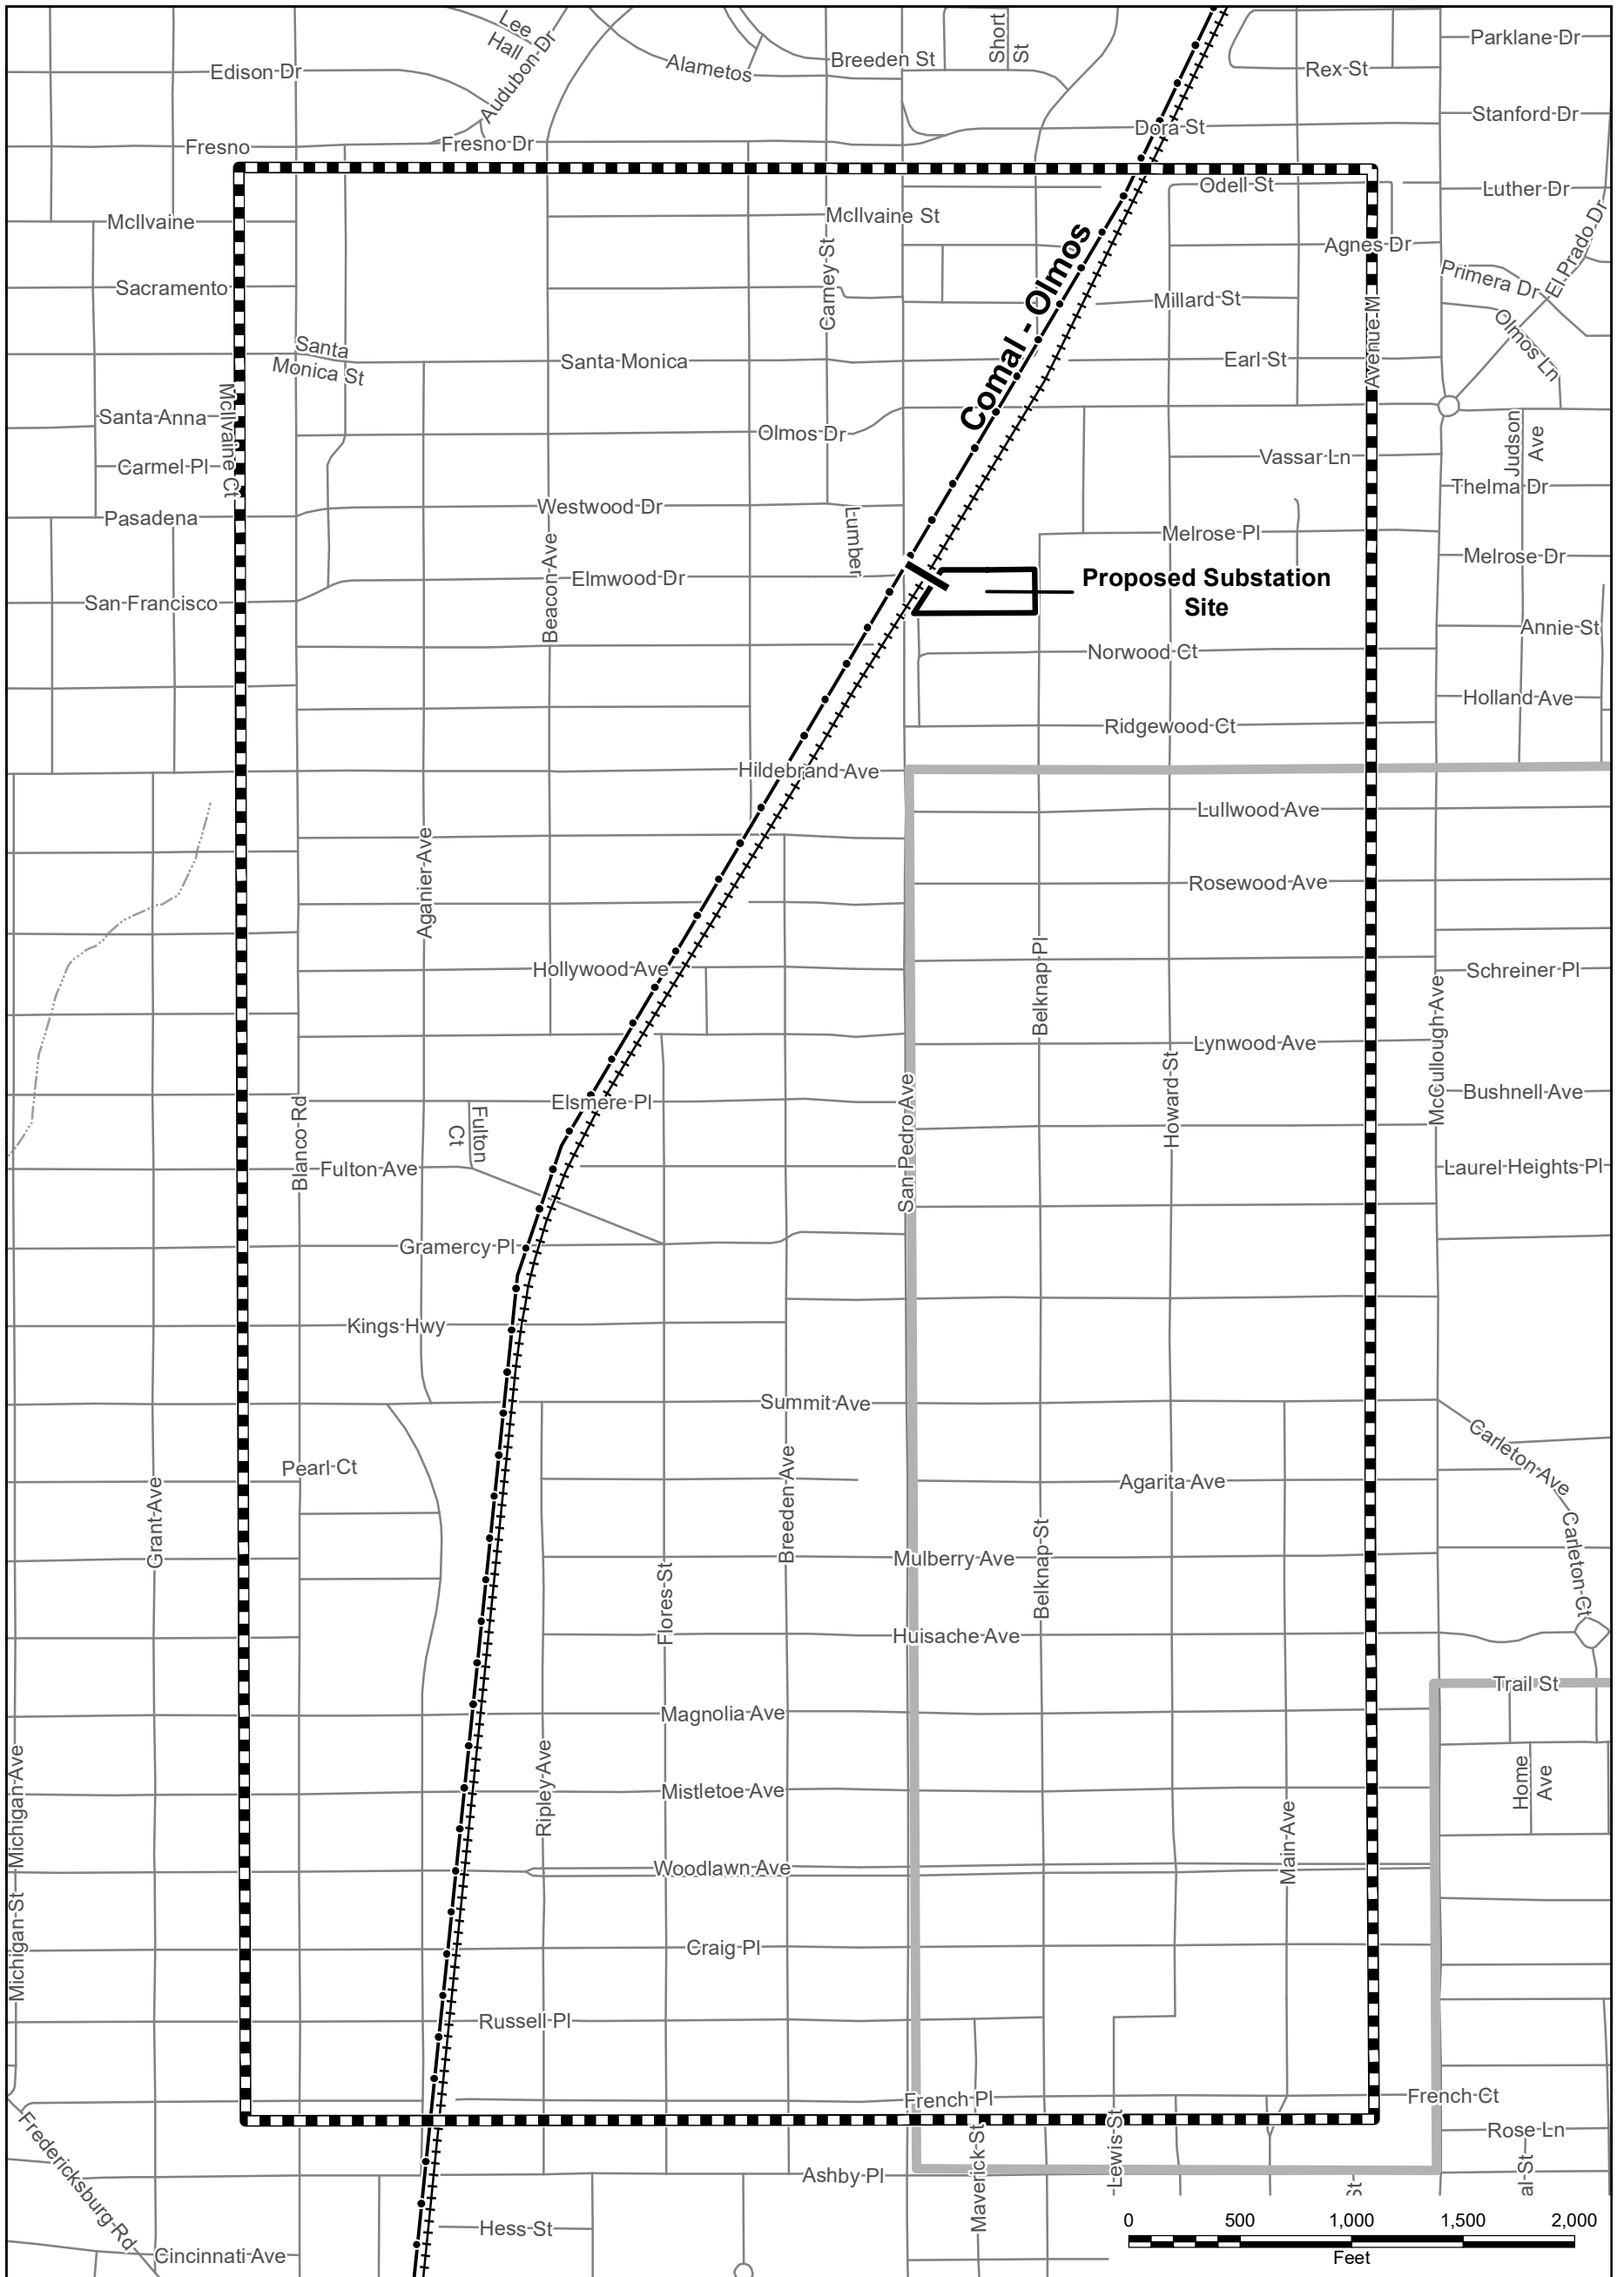 Lee
Hall
Audubon Dr
Short
St
Parklane Dr
Alametos
Breeden St
Edison Dr
Rex St
Stanford Dr
Dora St
Fresno
Fresno Dr
Odell St
Luther Dr
McIlvaine
McIlvaine St
El Prado Dr
Agnes Dr
Carney St
Comal - Olmos
Primera Dr
Sacramento
Millard St
Olmos Ln
Avenue M
Santa
Monica St
Santa Monica
Earl St
McIlvaine Ct
Santa Anna
Olmos Dr
Judson
Ave
Carmel Pl
Vassar Ln
Thelma Dr
Pasadena
Westwood Dr
Lumber
Melrose Pl
Beacon Ave
Melrose Dr
Elmwood Dr
Proposed Substation
Site
San Francisco
Annie St
Norwood Ct
Holland Ave
Ridgewood Ct
Hildebrand Ave
Lullwood Ave
Aganier Ave
Rosewood Ave
Belknap Pl
Hollywood Ave
Schreiner Pl
McCullough Ave
Lynwood Ave
Howard St
San Pedro Ave
Blanco Rd
Elsmere Pl
Bushnell Ave
Fulton
Ct
Fulton Ave
Laurel Heights Pl
Gramercy Pl
Kings Hwy
Summit Ave
Carleton Ave
Pearl Ct
Grant Ave
Breeden Ave
Agarita Ave
Carleton Ct
Belknap St
Mulberry Ave
Flores St
Huisache Ave
Trail St
Magnolia Ave
Michigan Ave
Ripley Ave
Home
Ave
Mistletoe Ave
Main Ave
Woodlawn Ave
Michigan St
Craig Pl
Russell Pl
French Pl
French Ct
Fredericksburg Rd
Maverick St
Lewis St
Rose Ln
Ashby Pl
St
al St
Hess St
Cincinnati Ave
0 500 1,000 1,500 2,000
Feet